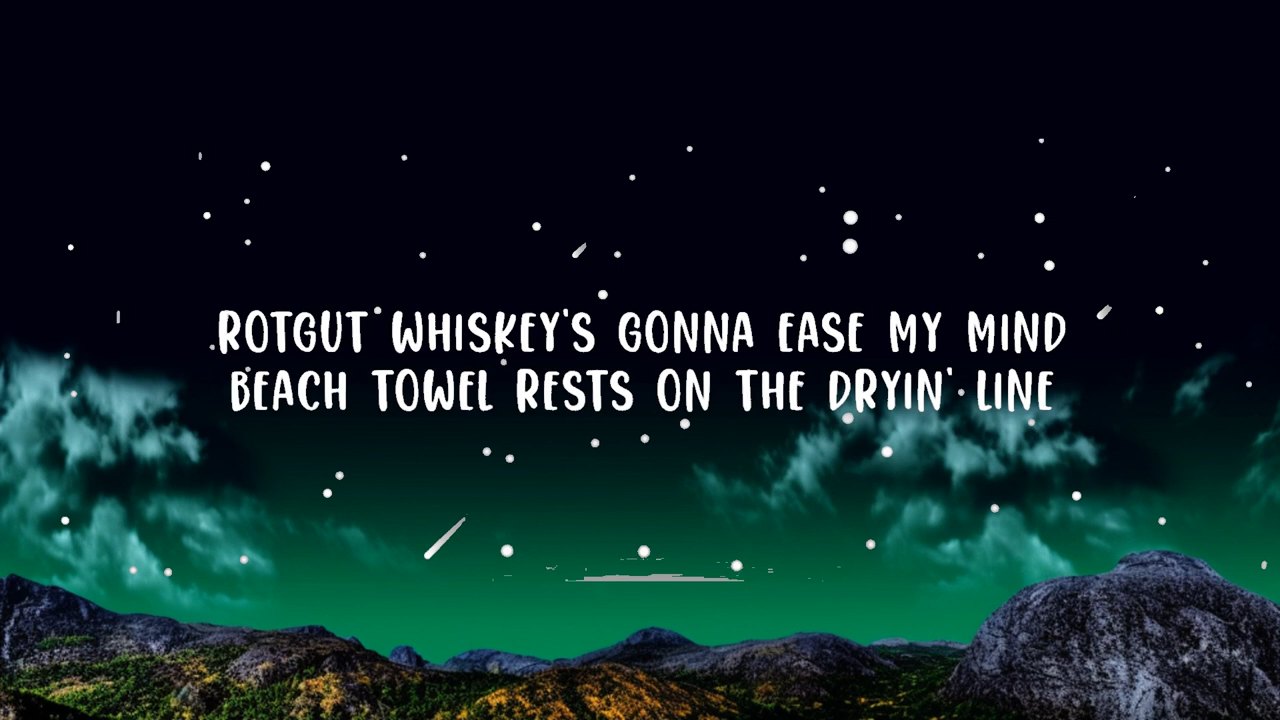 ROTGUT WHISKEY'S GONNA EASE MY MIND
BEACH TOWEL RESTS ON THE DRYIN' LINE